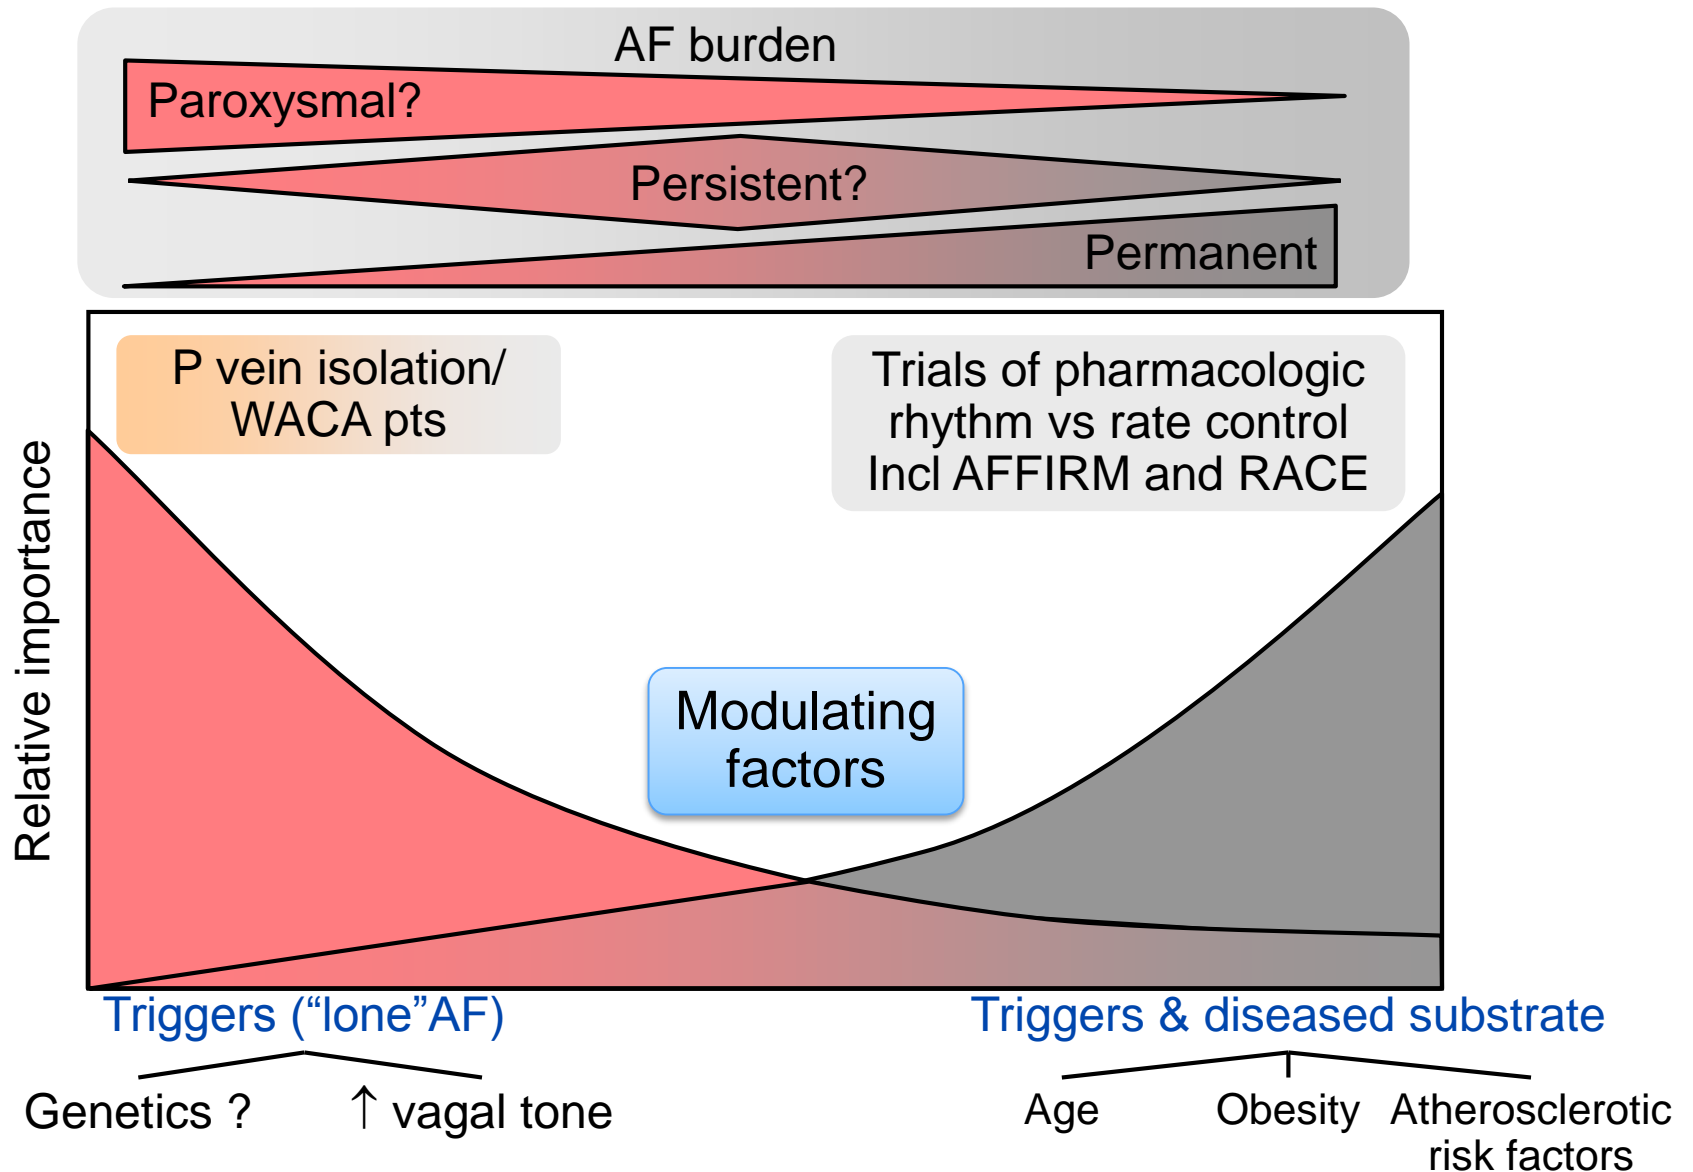 AF burden
Paroxysmal?
Persistent?
Permanent
P vein isolation/
WACA pts
Trials of pharmacologic
rhythm vs rate control
Incl AFFIRM and RACE
Relative importance
Modulating
factors
Triggers (“lone”AF)
Triggers & diseased substrate
Genetics ?
↑ vagal tone
Age
Obesity
Atherosclerotic
risk factors